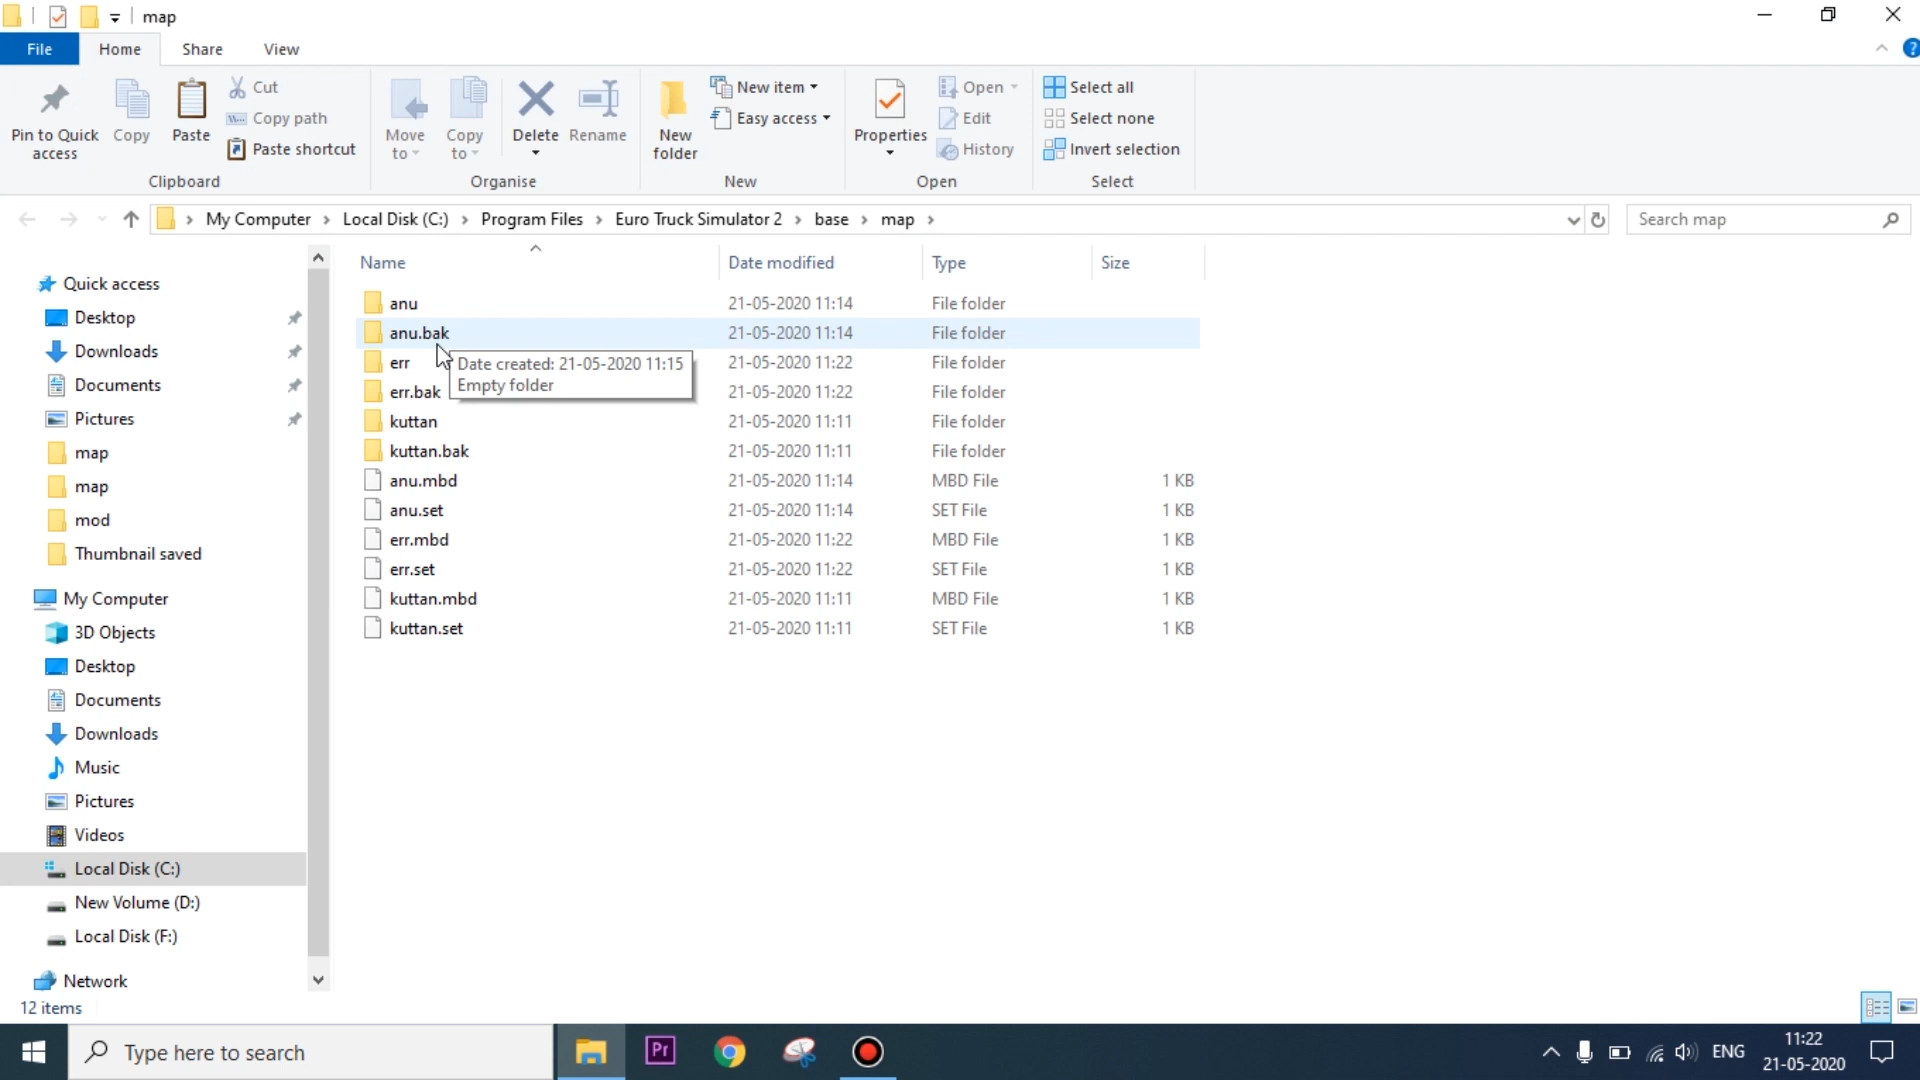 map
File
Home
Share
View
Pin to Quick access
Copy
Paste
Cut
Copy path
Paste shortcut
Clipboard
Move to
Copy to
Delete
Rename
Organise
New folder
New item
Easy access
New
Properties
Open
Edit
History
Open
Select all
Select none
Invert selection
Select
My Computer > Local Disk (C:) > Program Files > Euro Truck Simulator 2 > base > map >
Search map
Quick access
Desktop
Downloads
Documents
Pictures
map
map
mod
Thumbnail saved
My Computer
3D Objects
Desktop
Documents
Downloads
Music
Pictures
Videos
Local Disk (C:)
New Volume (D:)
Local Disk (F:)
Network
Name Date modified Type Size
anu 21-05-2020 11:14 File folder
anu.bak 21-05-2020 11:14 File folder
err 21-05-2020 11:22 File folder
Date created: 21-05-2020 11:15
Empty folder
err.bak 21-05-2020 11:22 File folder
kuttan 21-05-2020 11:11 File folder
kuttan.bak 21-05-2020 11:11 File folder
anu.mbd 21-05-2020 11:14 MBD File 1 KB
anu.set 21-05-2020 11:14 SET File 1 KB
err.mbd 21-05-2020 11:22 MBD File 1 KB
err.set 21-05-2020 11:22 SET File 1 KB
kuttan.mbd 21-05-2020 11:11 MBD File 1 KB
kuttan.set 21-05-2020 11:11 SET File 1 KB
12 items
Type here to search
Pr
ENG
11:22
21-05-2020